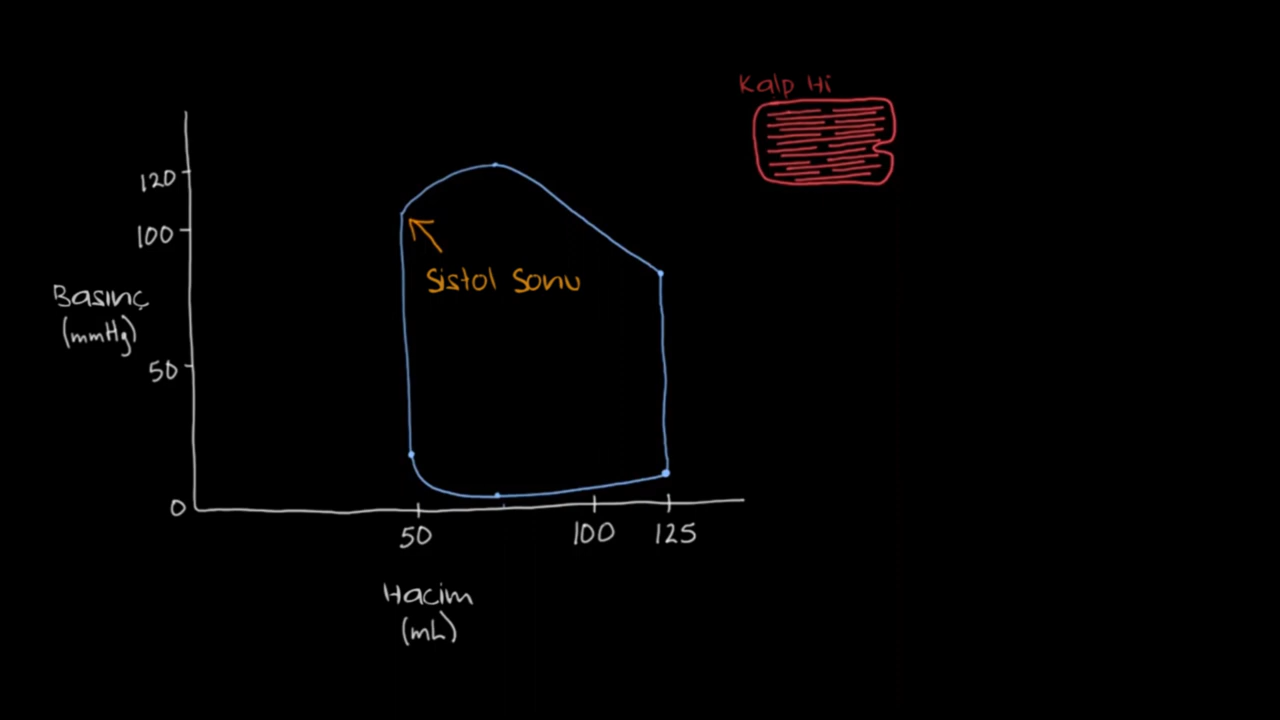 Kalp Hi
120
100
Basınç
(mmHg)
50
0
Sistol Sonu
50
100
125
Hacim
(mL)